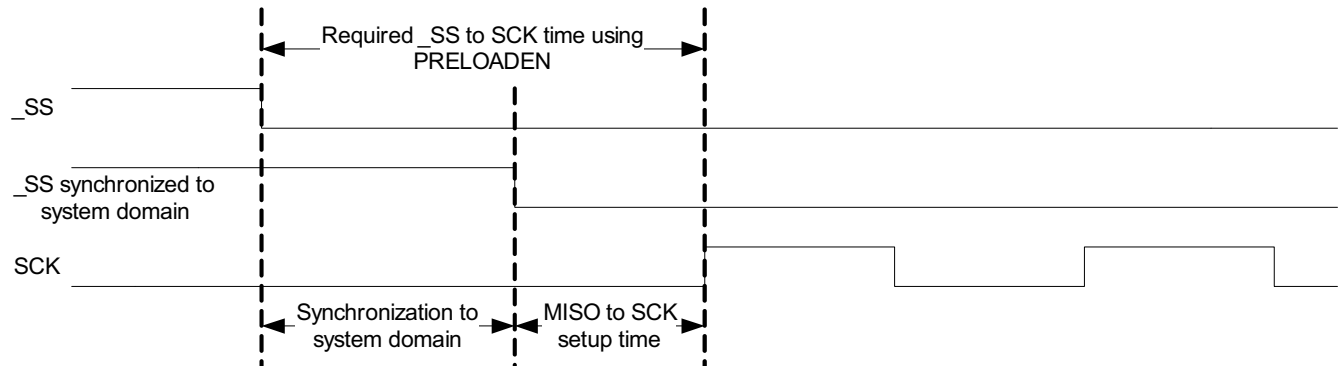 Required _SS to SCK time using
PRELOADEN
_SS
_SS synchronized to
system domain
SCK
Synchronization to
system domain
MISO to SCK
setup time